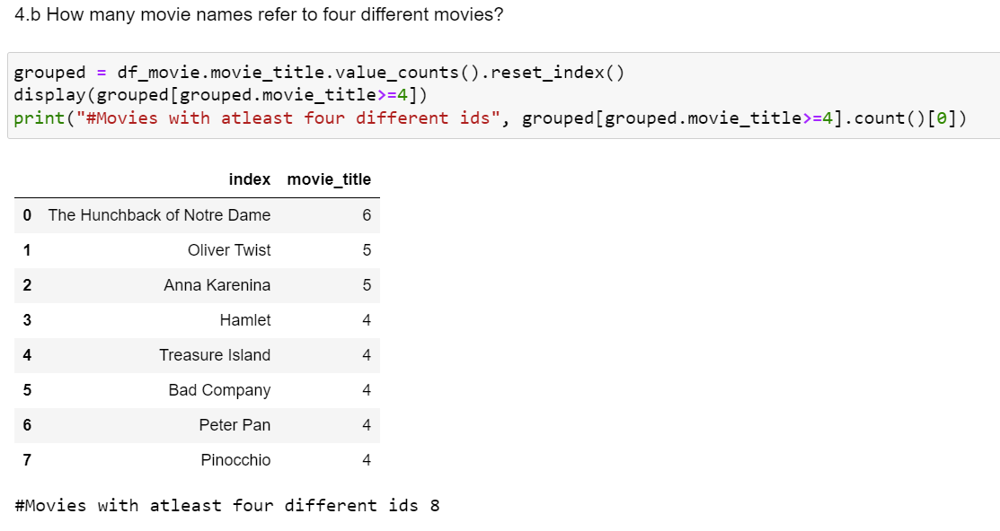 4.b How many movie names refer to four different movies?
grouped = df_movie.movie_title.value_counts().reset_index()
display(grouped[grouped.movie_title>=4])
print("#Movies with atleast four different ids", grouped[grouped.movie_title>=4].count()[0])
index movie_title
0 The Hunchback of Notre Dame 6
1 Oliver Twist 5
2 Anna Karenina 5
3 Hamlet 4
4 Treasure Island 4
5 Bad Company 4
6 Peter Pan 4
7 Pinocchio 4
#Movies with atleast four different ids 8